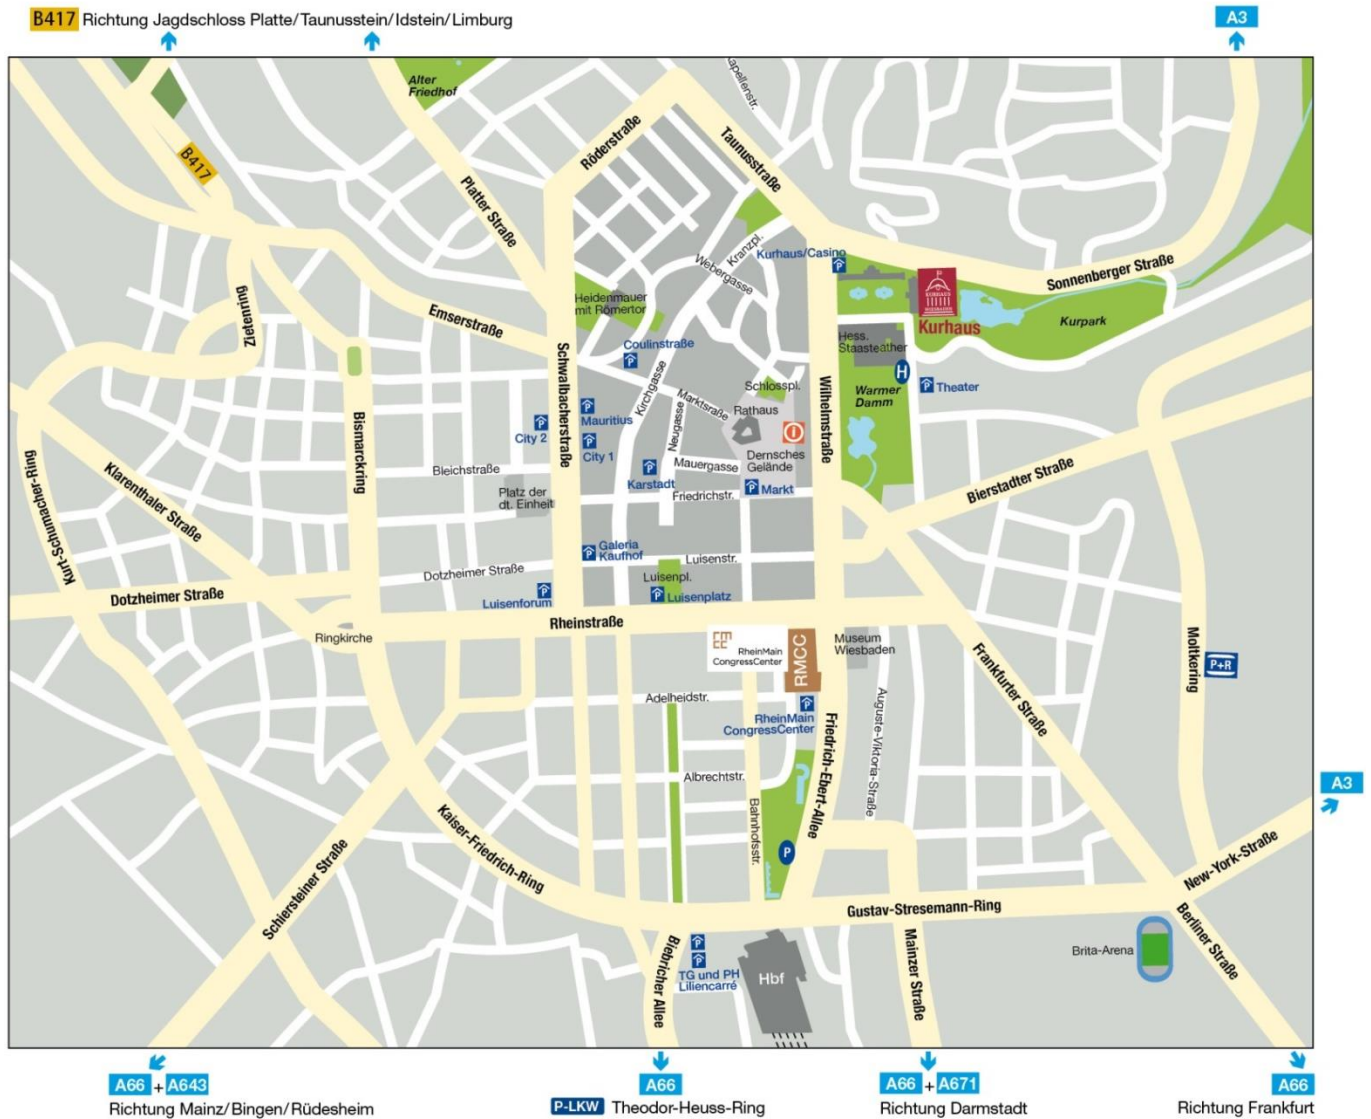 B417 Richtung Jagdschloss Platte/Taunusstein/Idstein/Limburg
A3
Alter
Friedhof
apellenstr.
Röderstraße
Taunusstraße
B417
Platter Straße
Kranzpl.
Kurhaus/Casino
Webergasse
Sonnenberger Straße
Zietenring
Heidenmauer
mit Römertor
KURHAUS
WIESBADEN
Kurhaus
Kurpark
Emserstraße
Hess.
Staasteather
Coulinstraße
Schwalbacherstraße
Kirchgasse
Schlosspl.
Wilhelmstraße
H
Theater
Warmer
Damm
Marktsraße
Neugasse
Rathaus
Mauritius
City 2
City 1
Bismarckring
Dernsches
Gelände
Mauergasse
Karstadt
Markt
Friedrichstr.
Bleichstraße
Platz der
dt. Einheit
Bierstadter Straße
Kurt-Schumacher-Ring
Klarenthaler Straße
Galeria
Kaufhof
Luisenstr.
Dotzheimer Straße
Luisenpl.
Luisenplatz
Luisenforum
Dotzheimer Straße
Rheinstraße
Ringkirche
RheinMain
CongressCenter
RMCC
Museum
Wiesbaden
Moltkering
P+R
Frankfurter Straße
Adelheidstr.
RheinMain
CongressCenter
Friedrich-Ebert-Allee
Auguste-Viktoria-Straße
Albrechtstr.
Bahnhofsstr.
A3
P
Kaiser-Friedrich-Ring
Schiersteiner Straße
New-York-Straße
Gustav-Stresemann-Ring
Berliner Straße
Brita-Arena
Mainzer Straße
Biebricher Allee
TG und PH
Liliencarré
Hbf
A66 + A643
Richtung Mainz/Bingen/Rüdesheim
A66
P-LKW Theodor-Heuss-Ring
A66 + A671
Richtung Darmstadt
A66
Richtung Frankfurt